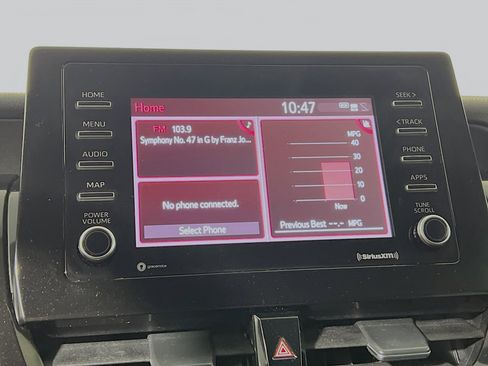 HOME
MENU
AUDIO
MAP
POWER
VOLUME
Home
10:47
FM 103.9
Symphony No. 47 in G by Franz Jo...
No phone connected.
Select Phone
MPG
40
30
20
10
0
Now
Previous Best --.- MPG
SEEK >
< TRACK
PHONE
APPS
TUNE
SCROLL
gracenote
((SiriusXM))